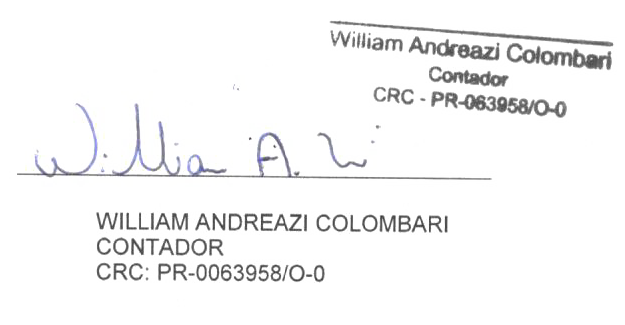 William Andreazi Colombari
Contador
CRC - PR-063958/O-0
William A.
WILLIAM ANDREAZI COLOMBARI
CONTADOR
CRC: PR-0063958/O-0